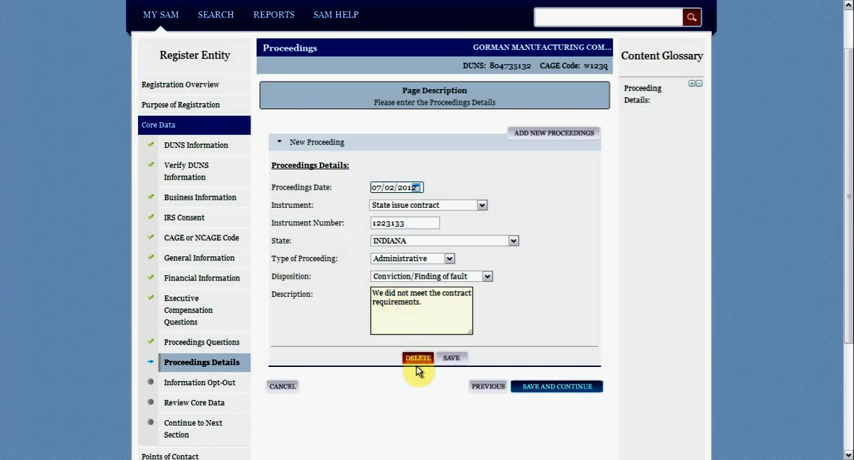 MY SAM SEARCH REPORTS SAM HELP
Register Entity
Registration Overview
Purpose of Registration
Core Data
DUNS Information
Verify DUNS
Information
Business Information
IRS Consent
CAGE or NCAGE Code
General Information
Financial Information
Executive
Compensation
Questions
Proceedings Questions
Proceedings Details
Information Opt-Out
Review Core Data
Continue to Next
Section
Points of Contact
Proceedings GORMAN MANUFACTURING COM...
DUNS: 804735132 CAGE Code: w123q
Page Description
Please enter the Proceedings Details
ADD NEW PROCEEDINGS
New Proceeding
Proceedings Details:
Proceedings Date: 07/02/2012
Instrument: State issue contract
Instrument Number: 1223133
State: INDIANA
Type of Proceeding: Administrative
Disposition: Conviction/Finding of fault
Description: We did not meet the contract
requirements.
DELETE SAVE
CANCEL PREVIOUS SAVE AND CONTINUE
Content Glossary
Proceeding
Details: